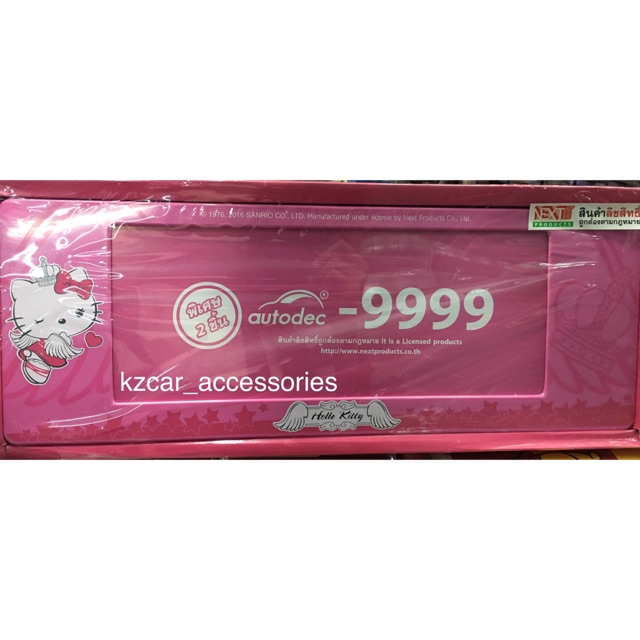 © 1976, 2016 SANRIO CO., LTD. Manufactured under license by Next Products Co., Ltd.
NEXT
PRODUCTS
สินค้าลิขสิทธิ์
ถูกต้องตามกฎหมาย
พิเศษ
2 ชิ้น
autodec
®
-9999
สินค้าลิขสิทธิ์ถูกต้องตามกฎหมาย It is a Licensed products
http://www.nextproducts.co.th
kzcar_accessories
Hello Kitty